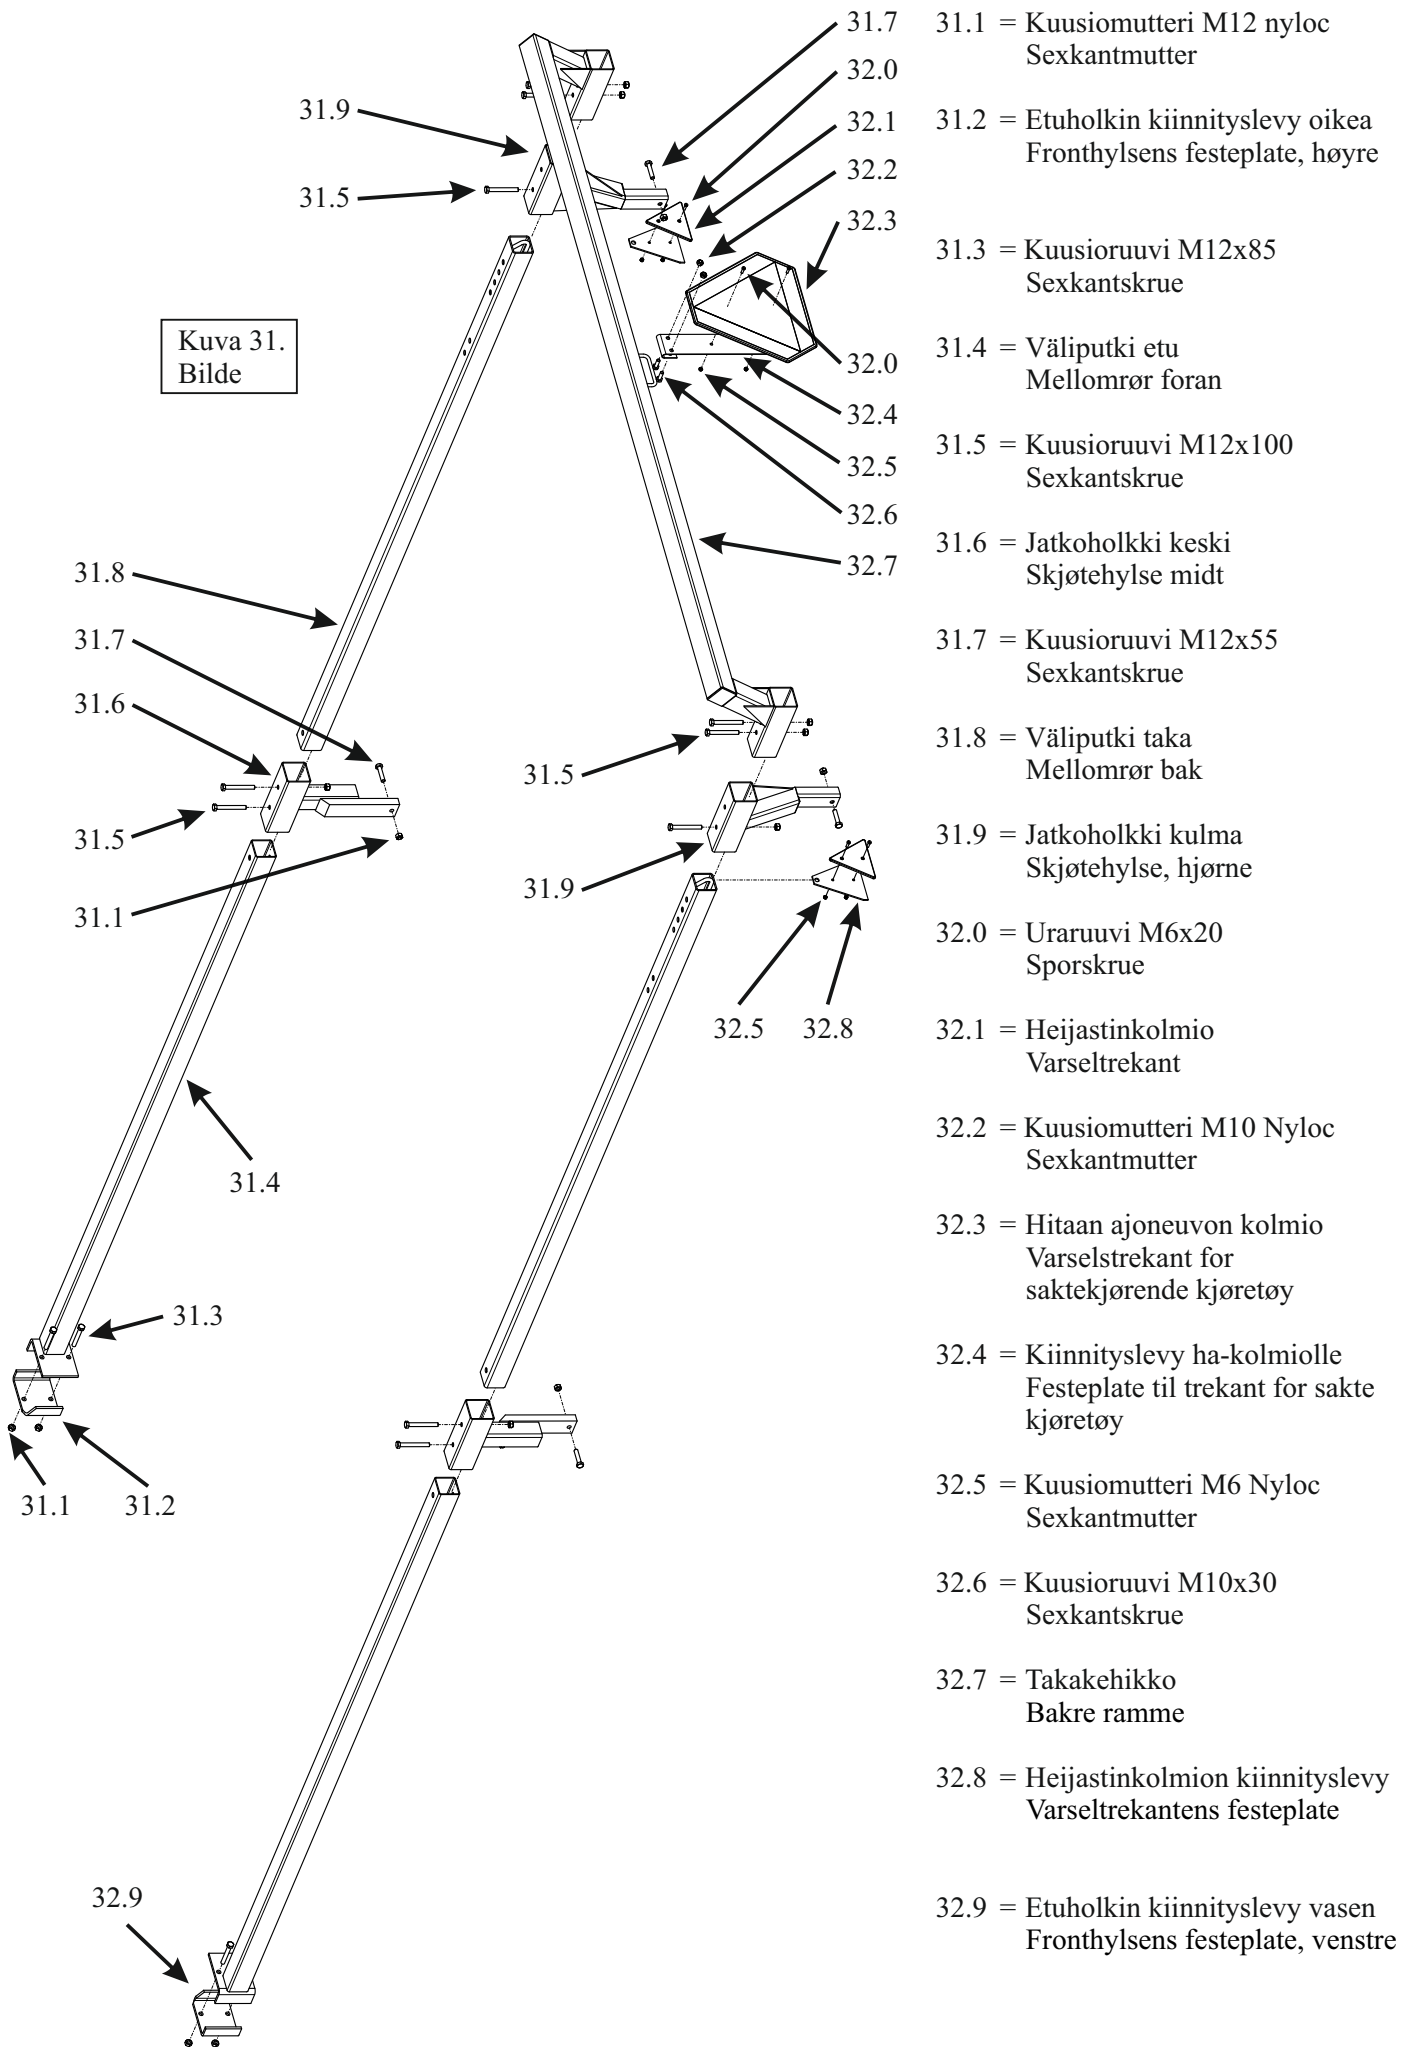 31.7
32.0
31.9
32.1
32.2
31.5
32.3
Kuva 31.
Bilde
32.0
32.4
32.5
32.6
32.7
31.8
31.7
31.6
31.5
31.5
31.1
31.9
32.5 32.8
31.4
31.3
31.1 31.2
32.9
31.1 = Kuusiomutteri M12 nyloc
Sexkantmutter
31.2 = Etuholkin kiinnityslevy oikea
Fronthylsens festeplate, høyre
31.3 = Kuusioruuvi M12x85
Sexkantskrue
31.4 = Väliputki etu
Mellomrør foran
31.5 = Kuusioruuvi M12x100
Sexkantskrue
31.6 = Jatkoholkki keski
Skjøtehylse midt
31.7 = Kuusioruuvi M12x55
Sexkantskrue
31.8 = Väliputki taka
Mellomrør bak
31.9 = Jatkoholkki kulma
Skjøtehylse, hjørne
32.0 = Uraruuvi M6x20
Sporskrue
32.1 = Heijastinkolmio
Varseltrekant
32.2 = Kuusiomutteri M10 Nyloc
Sexkantmutter
32.3 = Hitaan ajoneuvon kolmio
Varselstrekant for
saktekjørende kjøretøy
32.4 = Kiinnityslevy ha-kolmiolle
Festeplate til trekant for sakte
kjøretøy
32.5 = Kuusiomutteri M6 Nyloc
Sexkantmutter
32.6 = Kuusioruuvi M10x30
Sexkantskrue
32.7 = Takakehikko
Bakre ramme
32.8 = Heijastinkolmion kiinnityslevy
Varseltrekantens festeplate
32.9 = Etuholkin kiinnityslevy vasen
Fronthylsens festeplate, venstre